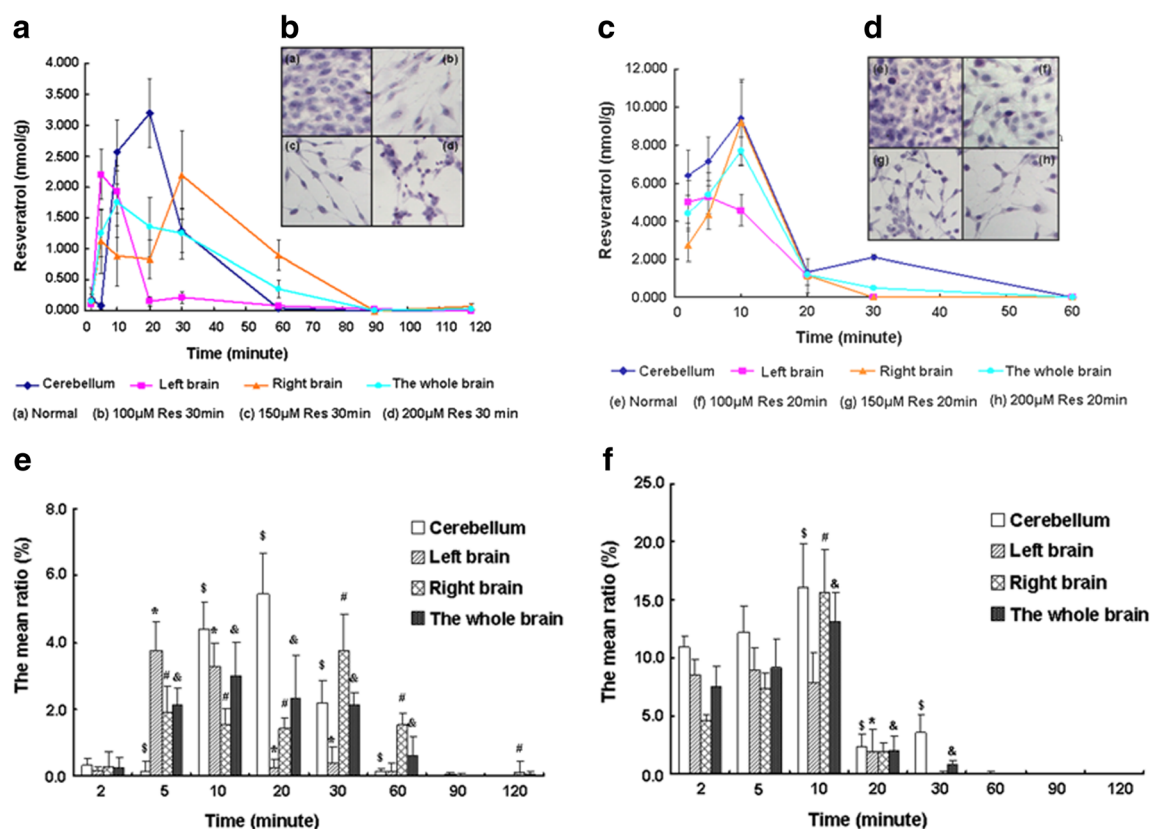 a
b
c
d
4.000
3.500
3.000
2.500
2.000
1.500
1.000
0.500
0.000
Resveratrol (nmol/g)
0 10 20 30 40 50 60 70 80 90 100 110 120
Time (minute)
(a) (b)
(c) (d)
Cerebellum Left brain Right brain The whole brain
(a) Normal (b) 100μM Res 30min (c) 150μM Res 30min (d) 200μM Res 30 min
12.000
10.000
8.000
6.000
4.000
2.000
0.000
Resveratrol (nmol/g)
0 10 20 30 40 50 60
Time (minute)
(e) (f)
(g) (h)
Cerebellum Left brain Right brain The whole brain
(e) Normal (f) 100μM Res 20min (g) 150μM Res 20min (h) 200μM Res 20min
e
8.0
6.0
4.0
2.0
0.0
The mean ratio (%)
Cerebellum
Left brain
Right brain
The whole brain
$ * # &
$ * # &
$ * # &
$ * # &
$ # &
#
2 5 10 20 30 60 90 120
Time (minute)
f
25.0
20.0
15.0
10.0
5.0
0.0
The mean ratio (%)
Cerebellum
Left brain
Right brain
The whole brain
$ # &
$ * &
$ &
2 5 10 20 30 60 90 120
Time (minute)